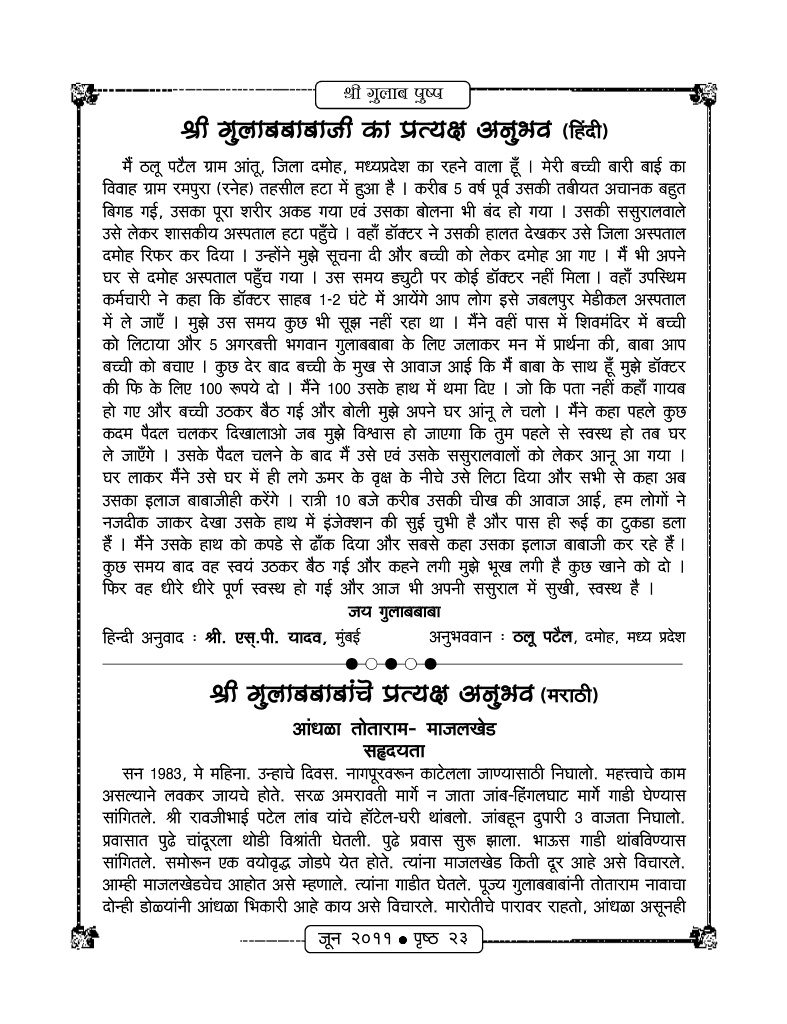 श्री गुलाब पुष्प
श्री गुलाबबाबाजी का प्रत्यक्ष अनुभव (हिंदी)
मैं ठलू पटैल ग्राम आंतू, जिला दमोह, मध्यप्रदेश का रहने वाला हूँ । मेरी बच्ची बारी बाई का
विवाह ग्राम रमपुरा (रनेह) तहसील हटा में हुआ है । करीब 5 वर्ष पूर्व उसकी तबीयत अचानक बहुत
बिगड गई, उसका पूरा शरीर अकड गया एवं उसका बोलना भी बंद हो गया । उसकी ससुरालवाले
उसे लेकर शासकीय अस्पताल हटा पहुँचे । वहाँ डॉक्टर ने उसकी हालत देखकर उसे जिला अस्पताल
दमोह रिफर कर दिया । उन्होंने मुझे सूचना दी और बच्ची को लेकर दमोह आ गए । मैं भी अपने
घर से दमोह अस्पताल पहुँच गया । उस समय ड्युटी पर कोई डॉक्टर नहीं मिला । वहाँ उपस्थिम
कर्मचारी ने कहा कि डॉक्टर साहब 1-2 घंटे में आयेंगे आप लोग इसे जबलपुर मेडीकल अस्पताल
में ले जाएँ । मुझे उस समय कुछ भी सूझ नहीं रहा था । मैंने वहीं पास में शिवमंदिर में बच्ची
को लिटाया और 5 अगरबत्ती भगवान गुलाबबाबा के लिए जलाकर मन में प्रार्थना की, बाबा आप
बच्ची को बचाए । कुछ देर बाद बच्ची के मुख से आवाज आई कि मैं बाबा के साथ हूँ मुझे डॉक्टर
की फि के लिए 100 रूपये दो । मैंने 100 उसके हाथ में थमा दिए । जो कि पता नहीं कहाँ गायब
हो गए और बच्ची उठकर बैठ गई और बोली मुझे अपने घर आंनू ले चलो । मैंने कहा पहले कुछ
कदम पैदल चलकर दिखालाओ जब मुझे विश्वास हो जाएगा कि तुम पहले से स्वस्थ हो तब घर
ले जाएँगे । उसके पैदल चलने के बाद मैं उसे एवं उसके ससुरालवालों को लेकर आनू आ गया ।
घर लाकर मैंने उसे घर में ही लगे ऊमर के वृक्ष के नीचे उसे लिटा दिया और सभी से कहा अब
उसका इलाज बाबाजीही करेंगे । रात्री 10 बजे करीब उसकी चीख की आवाज आई, हम लोगों ने
नजदीक जाकर देखा उसके हाथ में इंजेक्शन की सुई चुभी है और पास ही रूई का टुकडा डला
हैं । मैंने उसके हाथ को कपडे से ढाँक दिया और सबसे कहा उसका इलाज बाबाजी कर रहे हैं ।
कुछ समय बाद वह स्वयं उठकर बैठ गई और कहने लगी मुझे भूख लगी है कुछ खाने को दो ।
फिर वह धीरे धीरे पूर्ण स्वस्थ हो गई और आज भी अपनी ससुराल में सुखी, स्वस्थ है ।
जय गुलाबबाबा
हिन्दी अनुवाद : श्री. एस्.पी. यादव, मुंबई अनुभववान : ठलू पटैल, दमोह, मध्य प्रदेश
श्री गुलाबबाबांचे प्रत्यक्ष अनुभव (मराठी)
आंधळा तोताराम- माजलखेड
सहृदयता
सन 1983, मे महिना. उन्हाचे दिवस. नागपूरवरून काटेलला जाण्यासाठी निघालो. महत्त्वाचे काम
असल्याने लवकर जायचे होते. सरळ अमरावती मार्गे न जाता जांब-हिंगलघाट मार्गे गाडी घेण्यास
सांगितले. श्री रावजीभाई पटेल लांब यांचे हॉटेल-घरी थांबलो. जांबहून दुपारी 3 वाजता निघालो.
प्रवासात पुढे चांदूरला थोडी विश्रांती घेतली. पुढे प्रवास सुरू झाला. भाऊस गाडी थांबविण्यास
सांगितले. समोरून एक वयोवृद्ध जोडपे येत होते. त्यांना माजलखेड किती दूर आहे असे विचारले.
आम्ही माजलखेडचेच आहोत असे म्हणाले. त्यांना गाडीत घेतले. पूज्य गुलाबबाबांनी तोताराम नावाचा
दोन्ही डोळ्यांनी आंधळा भिकारी आहे काय असे विचारले. मारोतीचे पारावर राहतो, आंधळा असूनही
जून २०११ ● पृष्ठ २३